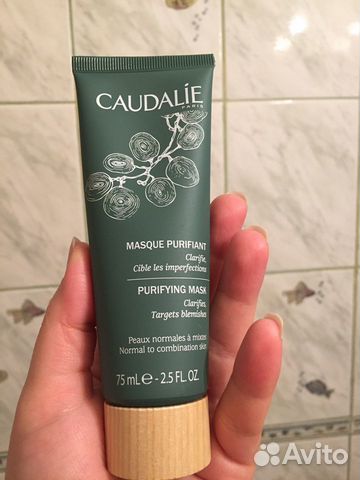 CAUDALÍE
PARIS
MASQUE PURIFIANT
Clarifie,
Cible les imperfections
PURIFYING MASK
Clarifies,
Targets blemishes
Peaux normales à mixtes
Normal to combination skin
75 ml ℮ - 2.5 FL. OZ.
Avito